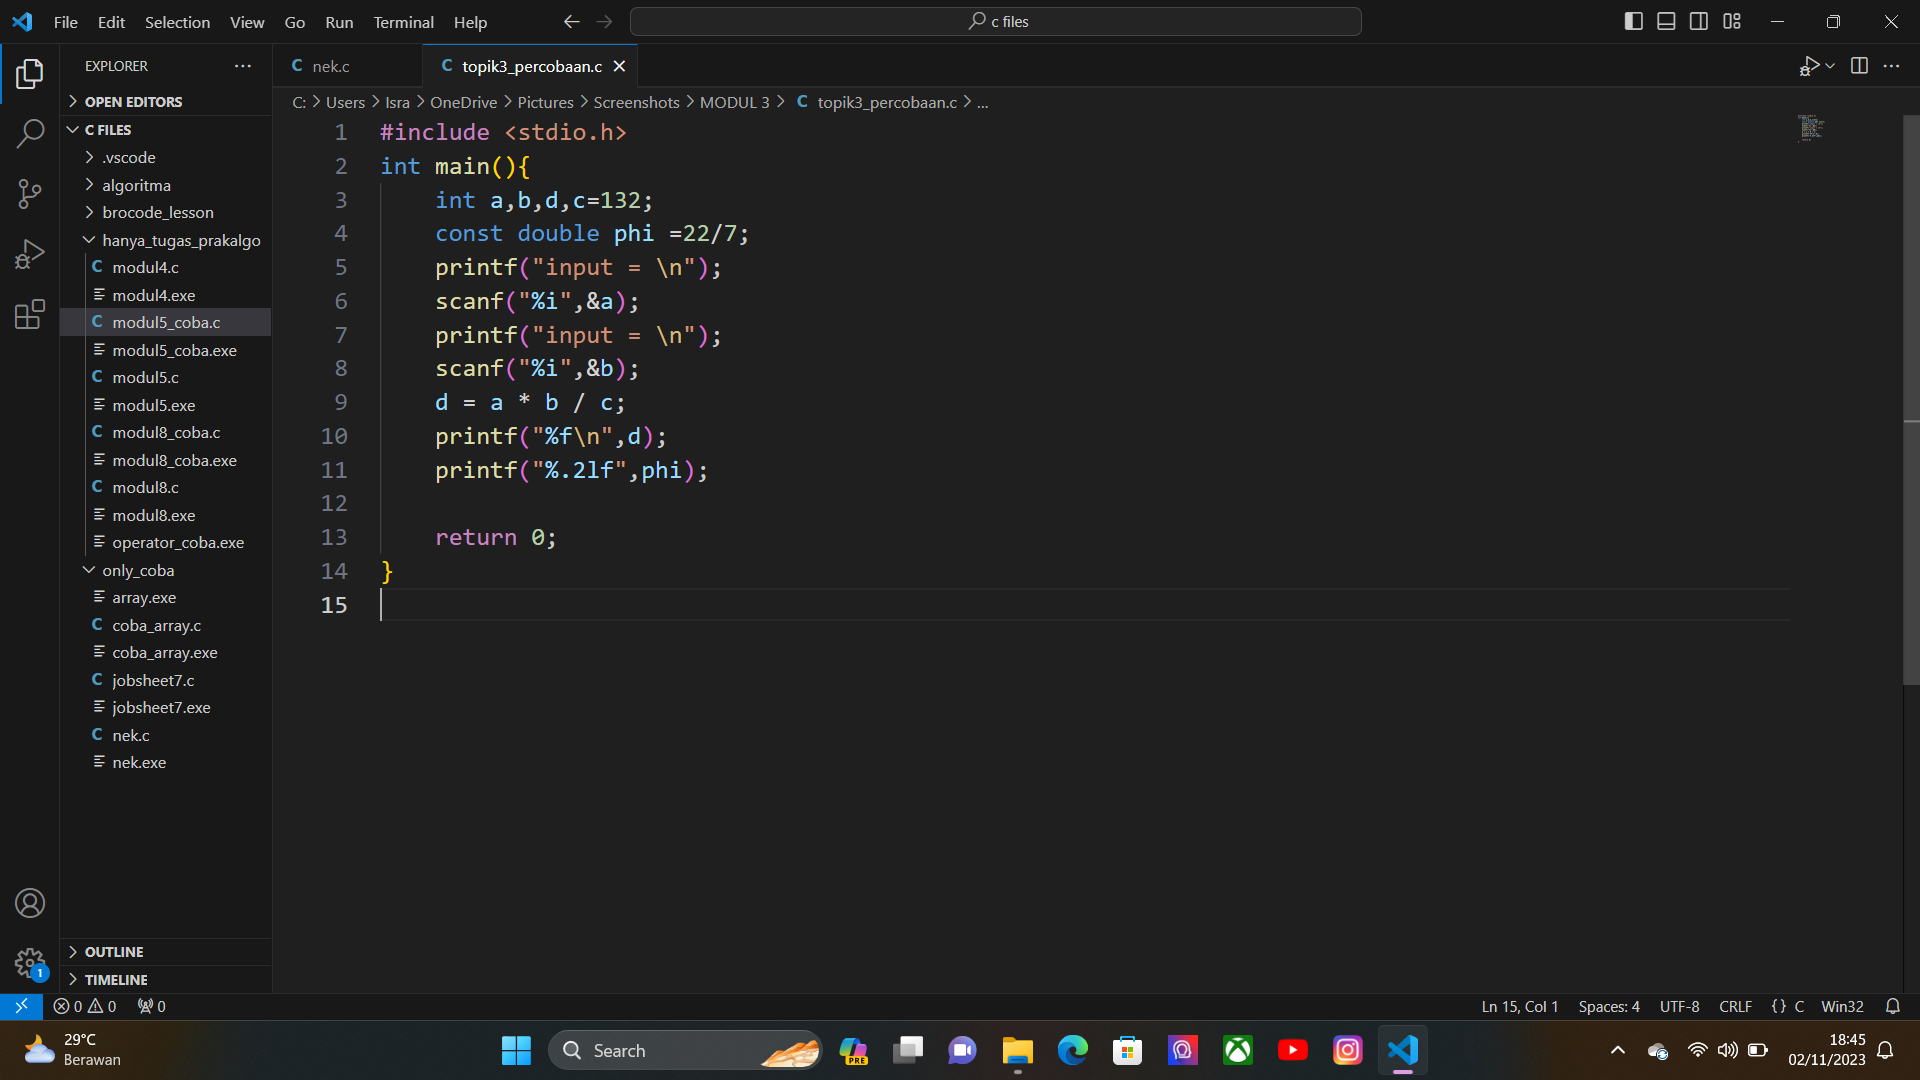 File Edit Selection View Go Run Terminal Help
c files
EXPLORER
OPEN EDITORS
C FILES
.vscode
algoritma
brocode_lesson
hanya_tugas_prakalgo
C modul4.c
modul4.exe
C modul5_coba.c
modul5_coba.exe
C modul5.c
modul5.exe
C modul8_coba.c
modul8_coba.exe
C modul8.c
modul8.exe
operator_coba.exe
only_coba
array.exe
C coba_array.c
coba_array.exe
C jobsheet7.c
jobsheet7.exe
C nek.c
nek.exe
OUTLINE
TIMELINE
1
C nek.c
C topik3_percobaan.c
C: > Users > Isra > OneDrive > Pictures > Screenshots > MODUL 3 > C topik3_percobaan.c > ...
1 #include <stdio.h>
2 int main(){
3     int a,b,d,c=132;
4     const double phi =22/7;
5     printf("input = \n");
6     scanf("%i",&a);
7     printf("input = \n");
8     scanf("%i",&b);
9     d = a * b / c;
10     printf("%f\n",d);
11     printf("%.2lf",phi);
12
13     return 0;
14 }
15
0 0 0
Ln 15, Col 1 Spaces: 4 UTF-8 CRLF {} C Win32
29°C
Berawan
Search
PRE
18:45
02/11/2023